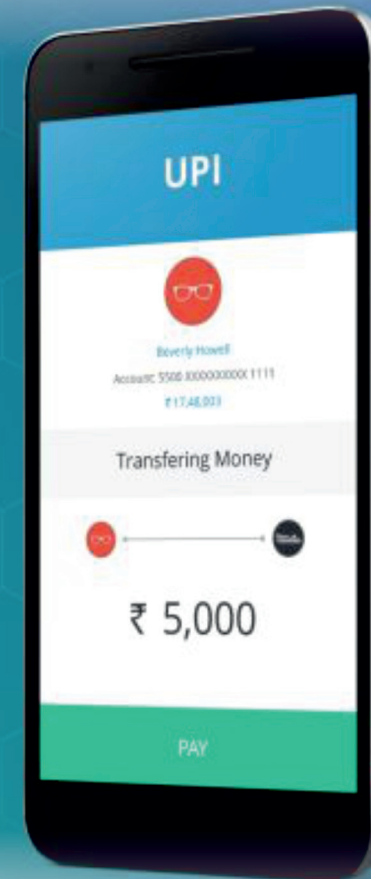 UPI
Beverly Howell
Account: 5500 XXXXXXXXXX 1111
₹ 17,48,003
Transfering Money
₹ 5,000
PAY